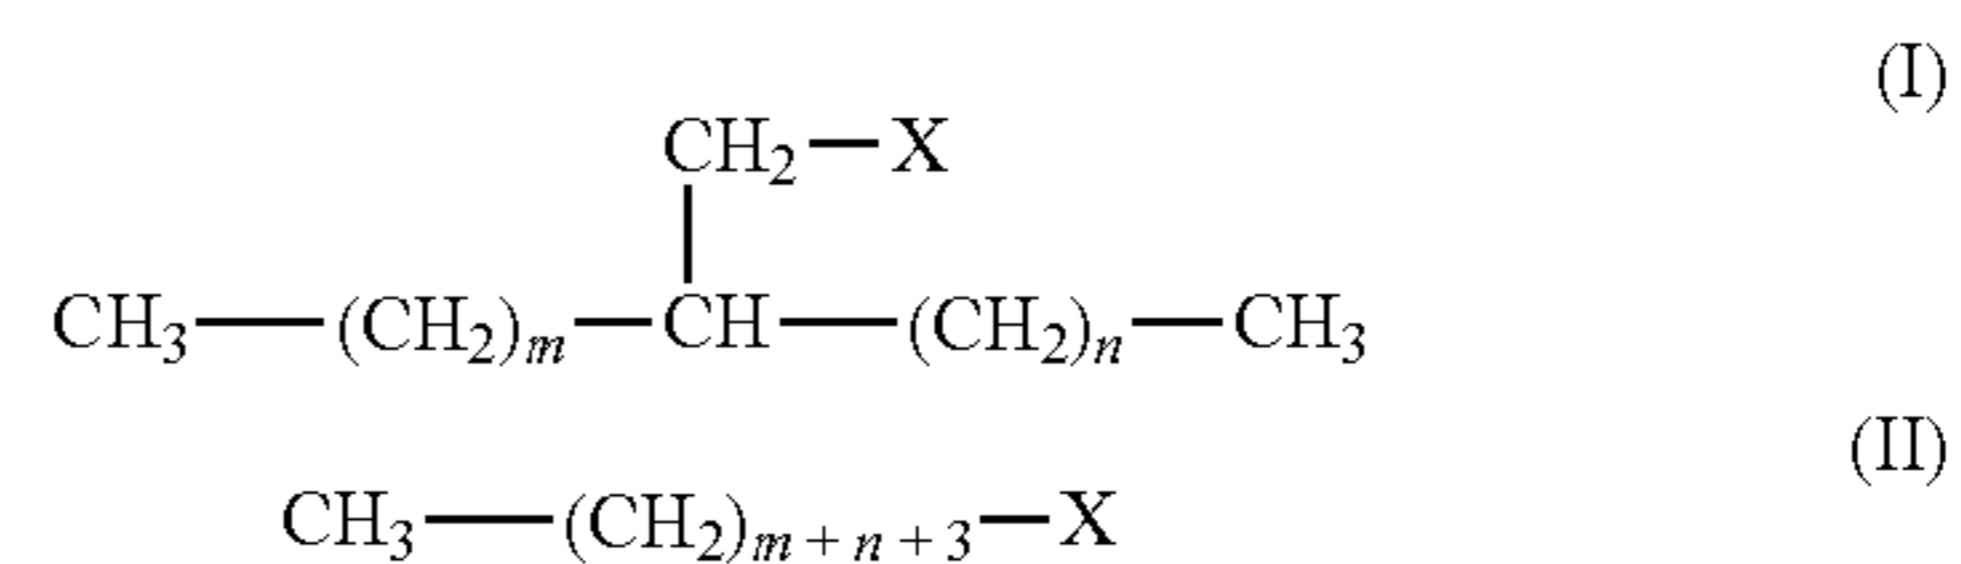 (I)
CH₂—X
CH₃—(CH₂)ₘ—CH—(CH₂)ₙ—CH₃
(II)
CH₃—(CH₂)ₘ ₊ ₙ ₊ ₃—X